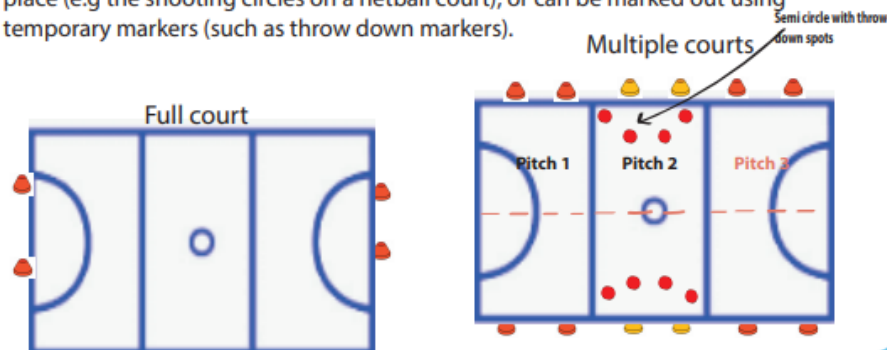 place (e.g the shooting circles on a netball court), or can be marked out using
temporary markers (such as throw down markers).
Semi circle with throw
down spots
Multiple courts
Full court
Pitch 1
Pitch 2
Pitch 3